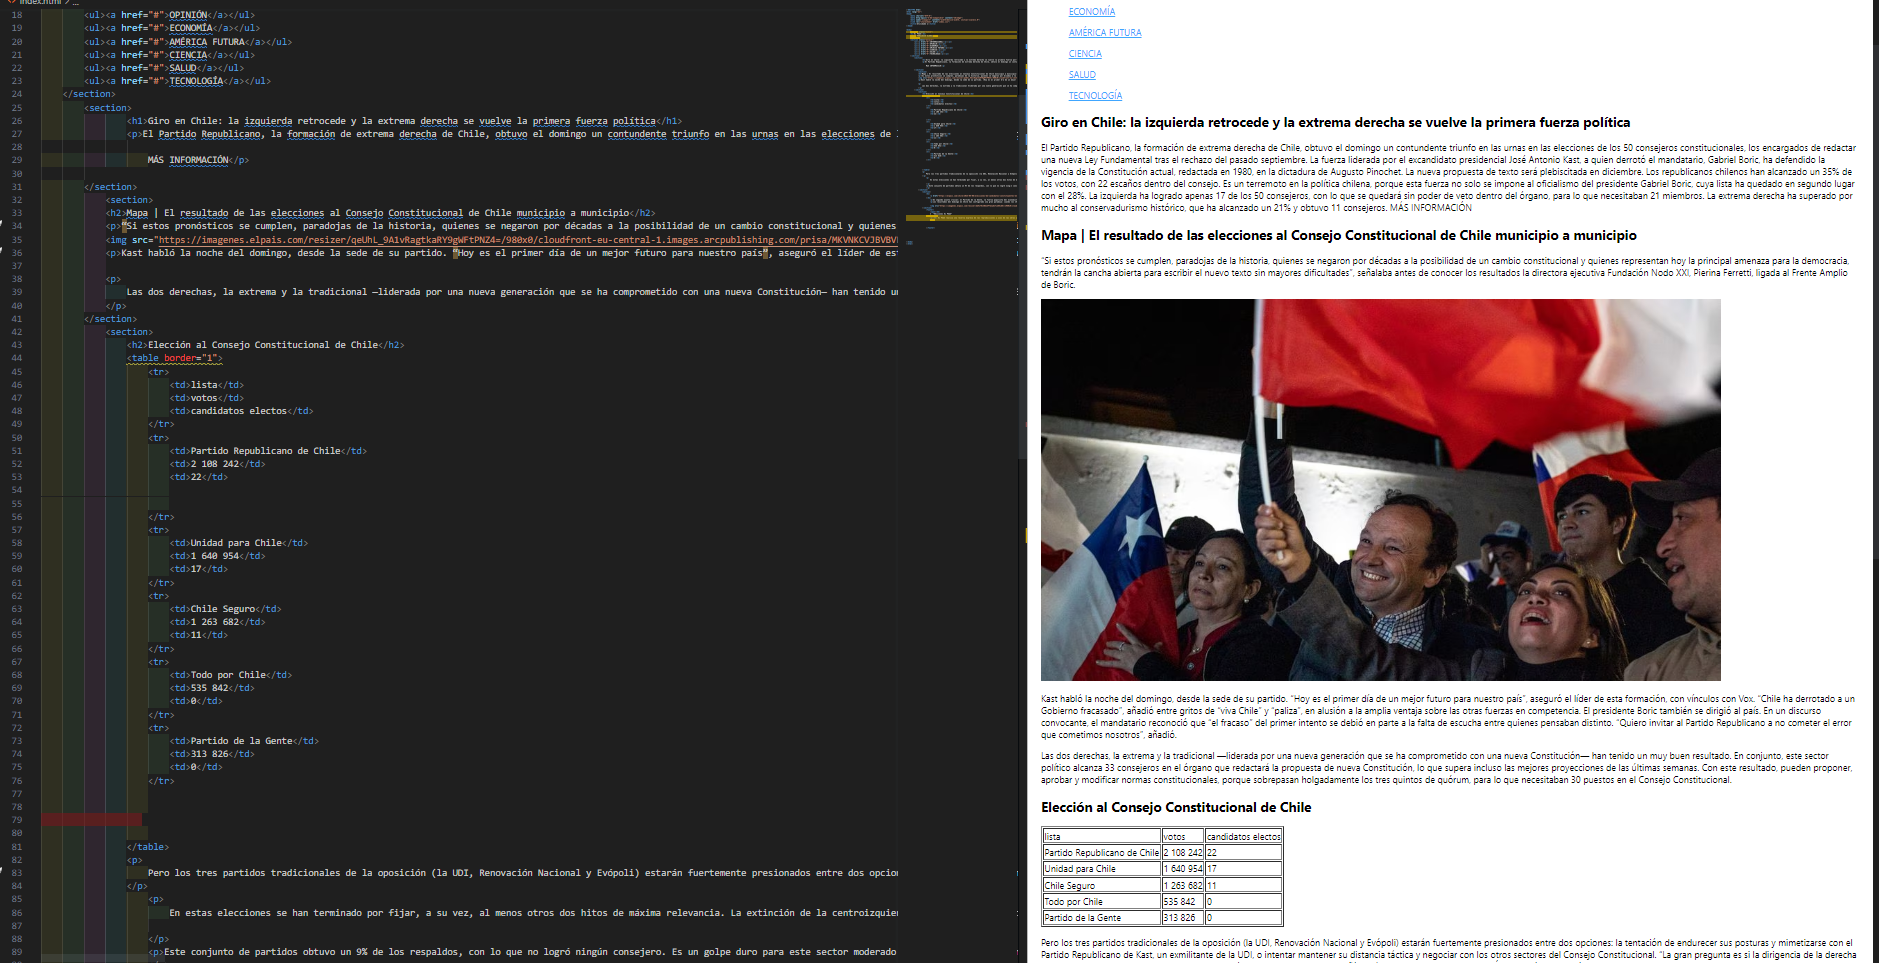 index.html > ...
18 <ul><a href="#">OPINIÓN</a></ul>
19 <ul><a href="#">ECONOMÍA</a></ul>
20 <ul><a href="#">AMÉRICA FUTURA</a></ul>
21 <ul><a href="#">CIENCIA</a></ul>
22 <ul><a href="#">SALUD</a></ul>
23 <ul><a href="#">TECNOLOGÍA</a></ul>
24 </section>
25 <section>
26 <h1>Giro en Chile: la izquierda retrocede y la extrema derecha se vuelve la primera fuerza política</h1>
27 <p>El Partido Republicano, la formación de extrema derecha de Chile, obtuvo el domingo un contundente triunfo en las urnas en las elecciones de
28
29 MÁS INFORMACIÓN</p>
30
31 </section>
32 <section>
33 <h2>Mapa | El resultado de las elecciones al Consejo Constitucional de Chile municipio a municipio</h2>
34 <p>"Si estos pronósticos se cumplen, paradojas de la historia, quienes se negaron por décadas a la posibilidad de un cambio constitucional y quienes
35 <img src="https://imagenes.elpais.com/resizer/qeUhL_9A1vRagtkaRY9gWFtPNZ4=/980x0/cloudfront-eu-central-1.images.arcpublishing.com/prisa/MKVNKCVJBVBV
36 <p>Kast habló la noche del domingo, desde la sede de su partido. "Hoy es el primer día de un mejor futuro para nuestro país", aseguró el líder de es
37
38 <p>
39 Las dos derechas, la extrema y la tradicional —liderada por una nueva generación que se ha comprometido con una nueva Constitución— han tenido u
40 </p>
41 </section>
42 <section>
43 <h2>Elección al Consejo Constitucional de Chile</h2>
44 <table border="1">
45 <tr>
46 <td>lista</td>
47 <td>votos</td>
48 <td>candidatos electos</td>
49 </tr>
50 <tr>
51 <td>Partido Republicano de Chile</td>
52 <td>2 108 242</td>
53 <td>22</td>
54
55
56 </tr>
57 <tr>
58 <td>Unidad para Chile</td>
59 <td>1 640 954</td>
60 <td>17</td>
61 </tr>
62 <tr>
63 <td>Chile Seguro</td>
64 <td>1 263 682</td>
65 <td>11</td>
66 </tr>
67 <tr>
68 <td>Todo por Chile</td>
69 <td>535 842</td>
70 <td>0</td>
71 </tr>
72 <tr>
73 <td>Partido de la Gente</td>
74 <td>313 826</td>
75 <td>0</td>
76 </tr>
77
78
79
80
81 </table>
82 <p>
83 Pero los tres partidos tradicionales de la oposición (la UDI, Renovación Nacional y Evópoli) estarán fuertemente presionados entre dos opcio
84 </p>
85 <p>
86 En estas elecciones se han terminado por fijar, a su vez, al menos otros dos hitos de máxima relevancia. La extinción de la centroizquie
87
88 </p>
89 <p>Este conjunto de partidos obtuvo un 9% de los respaldos, con lo que no logró ningún consejero. Es un golpe duro para este sector moderado
ECONOMÍA
AMÉRICA FUTURA
CIENCIA
SALUD
TECNOLOGÍA
Giro en Chile: la izquierda retrocede y la extrema derecha se vuelve la primera fuerza política
El Partido Republicano, la formación de extrema derecha de Chile, obtuvo el domingo un contundente triunfo en las urnas en las elecciones de los 50 consejeros constitucionales, los encargados de redactar
una nueva Ley Fundamental tras el rechazo del pasado septiembre. La fuerza liderada por el excandidato presidencial José Antonio Kast, a quien derrotó el mandatario, Gabriel Boric, ha defendido la
vigencia de la Constitución actual, redactada en 1980, en la dictadura de Augusto Pinochet. La nueva propuesta de texto será plebiscitada en diciembre. Los republicanos chilenos han alcanzado un 35% de
los votos, con 22 escaños dentro del consejo. Es un terremoto en la política chilena, porque esta fuerza no solo se impone al oficialismo del presidente Gabriel Boric, cuya lista ha quedado en segundo lugar
con el 28%. La izquierda ha logrado apenas 17 de los 50 consejeros, con lo que se quedará sin poder de veto dentro del órgano, para lo que necesitaban 21 miembros. La extrema derecha ha superado por
mucho al conservadurismo histórico, que ha alcanzado un 21% y obtuvo 11 consejeros. MÁS INFORMACIÓN
Mapa | El resultado de las elecciones al Consejo Constitucional de Chile municipio a municipio
"Si estos pronósticos se cumplen, paradojas de la historia, quienes se negaron por décadas a la posibilidad de un cambio constitucional y quienes representan hoy la principal amenaza para la democracia,
tendrán la cancha abierta para escribir el nuevo texto sin mayores dificultades", señalaba antes de conocer los resultados la directora ejecutiva Fundación Nodo XXI, Pierina Ferretti, ligada al Frente Amplio
de Boric.
Kast habló la noche del domingo, desde la sede de su partido. "Hoy es el primer día de un mejor futuro para nuestro país", aseguró el líder de esta formación, con vínculos con Vox. "Chile ha derrotado a un
Gobierno fracasado", añadió entre gritos de "viva Chile" y "paliza", en alusión a la amplia ventaja sobre las otras fuerzas en competencia. El presidente Boric también se dirigió al país. En un discurso
convocante, el mandatario reconoció que "el fracaso" del primer intento se debió en parte a la falta de escucha entre quienes pensaban distinto. "Quiero invitar al Partido Republicano a no cometer el error
que cometimos nosotros", añadió.
Las dos derechas, la extrema y la tradicional —liderada por una nueva generación que se ha comprometido con una nueva Constitución— han tenido un muy buen resultado. En conjunto, este sector
político alcanza 33 consejeros en el órgano que redactará la propuesta de nueva Constitución, lo que supera incluso las mejores proyecciones de las últimas semanas. Con este resultado, pueden proponer,
aprobar y modificar normas constitucionales, porque sobrepasan holgadamente los tres quintos de quórum, para lo que necesitaban 30 puestos en el Consejo Constitucional.
Elección al Consejo Constitucional de Chile
lista votos candidatos electos
Partido Republicano de Chile 2 108 242 22
Unidad para Chile 1 640 954 17
Chile Seguro 1 263 682 11
Todo por Chile 535 842 0
Partido de la Gente 313 826 0
Pero los tres partidos tradicionales de la oposición (la UDI, Renovación Nacional y Evópoli) estarán fuertemente presionados entre dos opciones: la tentación de endurecer sus posturas y mimetizarse con el
Partido Republicano de Kast, un exmilitante de la UDI, o intentar mantener su distancia táctica y negociar con los otros sectores del Consejo Constitucional. "La gran pregunta es si la dirigencia de la derecha